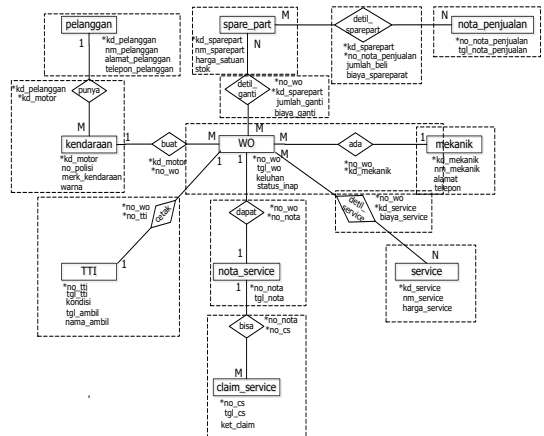 pelanggan
*kd_pelanggan
nm_pelanggan
alamat_pelanggan
telepon_pelanggan
1
punya
*kd_pelanggan
*kd_motor
M
kendaraan
*kd_motor
no_polisi
merk_kendaraan
warna
1
buat
*kd_motor
*no_wo
M
spare_part
*kd_sparepart
nm_sparepart
harga_satuan
stok
M
detil_
sparepart
*kd_sparepart
*no_nota_penjualan
jumlah_beli
biaya_spareparat
N
nota_penjualan
*no_nota_penjualan
tgl_nota_penjualan
N
detil_
ganti
*no_wo
*kd_sparepart
jumlah_ganti
biaya_ganti
M
WO
*no_wo
tgl_wo
keluhan
status_inap
M
ada
*no_wo
*kd_mekanik
1
mekanik
*kd_mekanik
nm_mekanik
alamat
telepon
1
cetak
*no_wo
*no_tti
1
TTI
*no_tti
tgl_tti
kondisi
tgl_ambil
nama_ambil
1
dapat
*no_wo
*no_nota
1
nota_service
*no_nota
tgl_nota
1
bisa
*no_nota
*no_cs
M
claim_service
*no_cs
tgl_cs
ket_claim
M
detil_
service
*no_wo
*kd_service
biaya_service
N
service
*kd_service
nm_service
harga_service